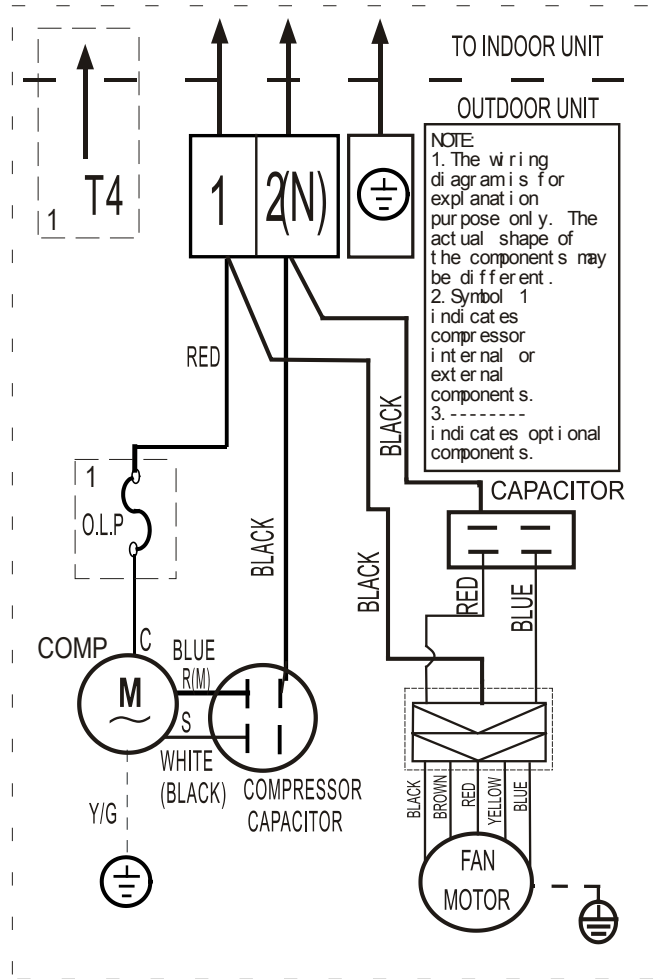 TO INDOOR UNIT
OUTDOOR UNIT
1 T4
1 2(N)
NOTE:
1. The wiring
diagram is for
explanation
purpose only. The
actual shape of
the components may
be different.
2. Symbol 1
indicates
compressor
internal or
external
components.
3. --------
indicates optional
components.
RED
BLACK
1
O.L.P
BLACK
BLACK
CAPACITOR
RED
BLUE
COMP
C
M
BLUE
R(M)
S
WHITE
(BLACK)
COMPRESSOR
CAPACITOR
Y/G
BLACK
BROWN
RED
YELLOW
BLUE
FAN
MOTOR